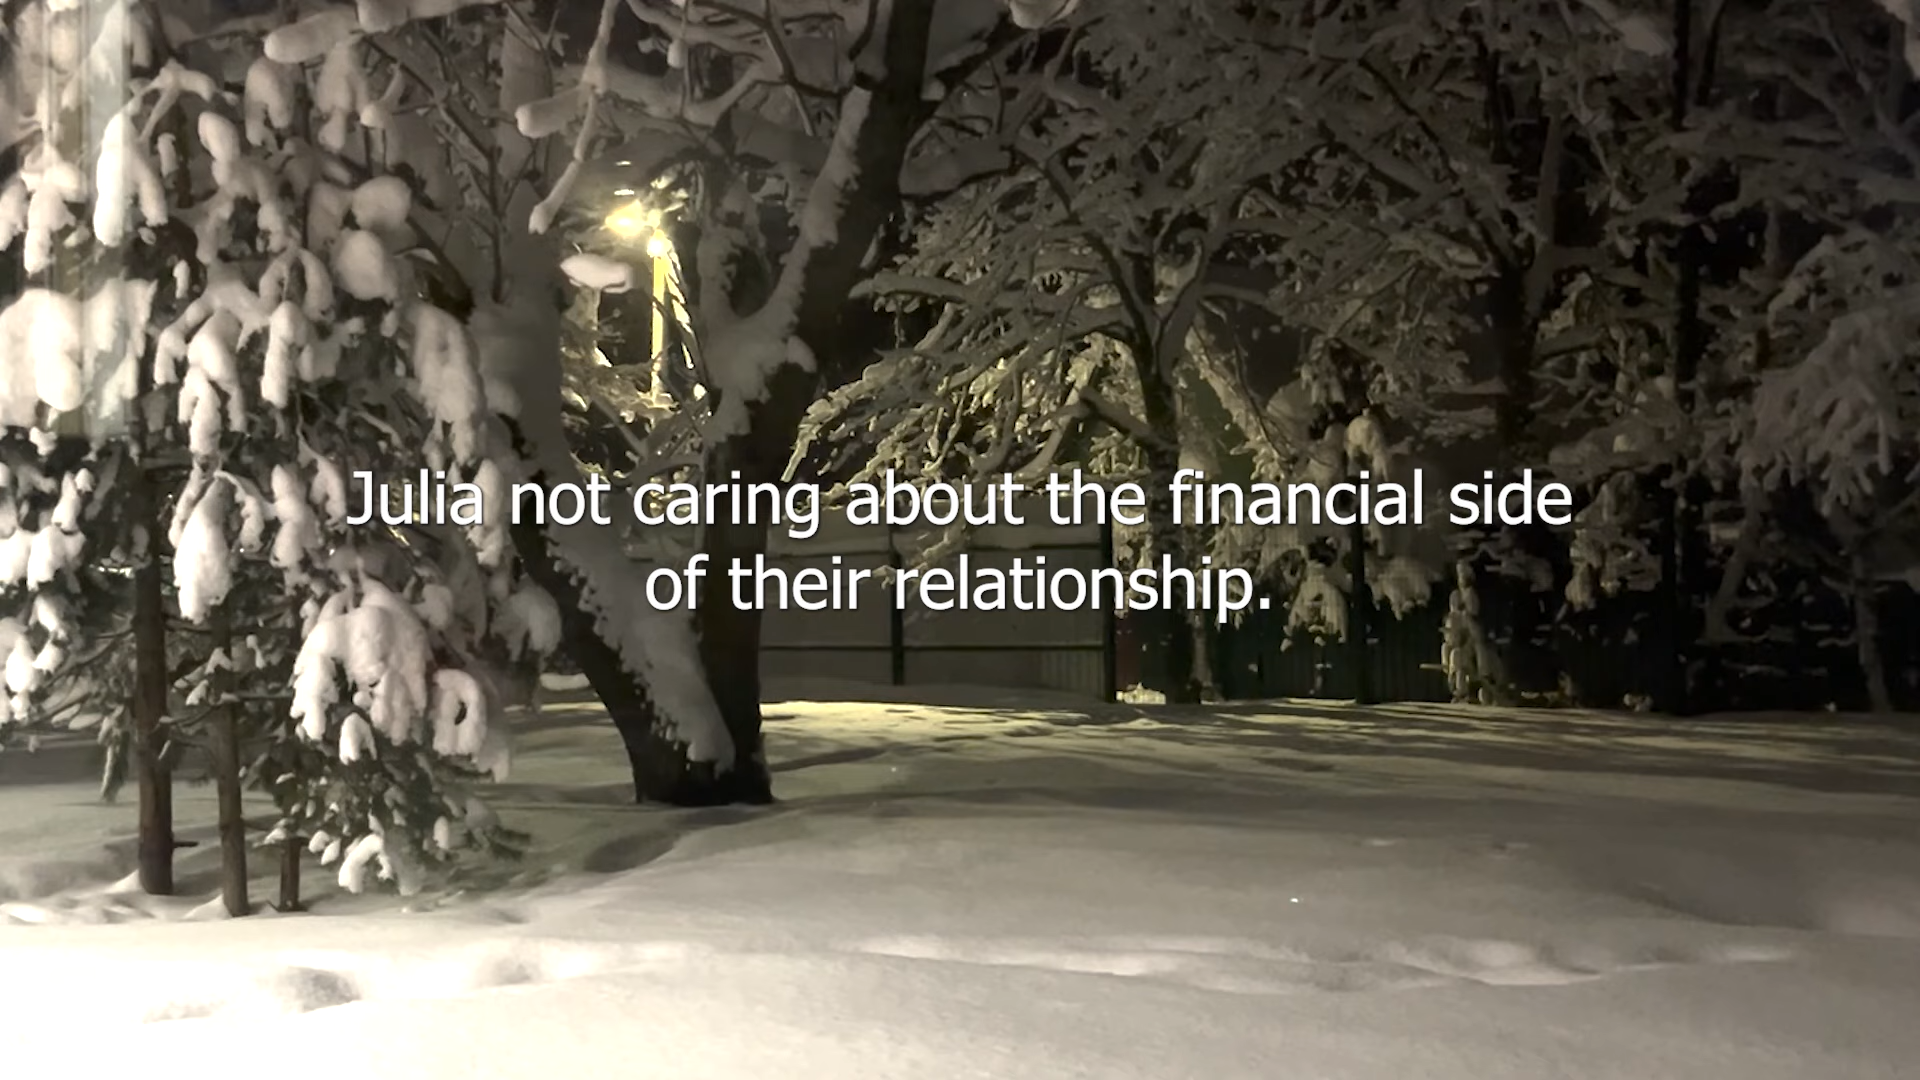 Julia not caring about the financial side
of their relationship.